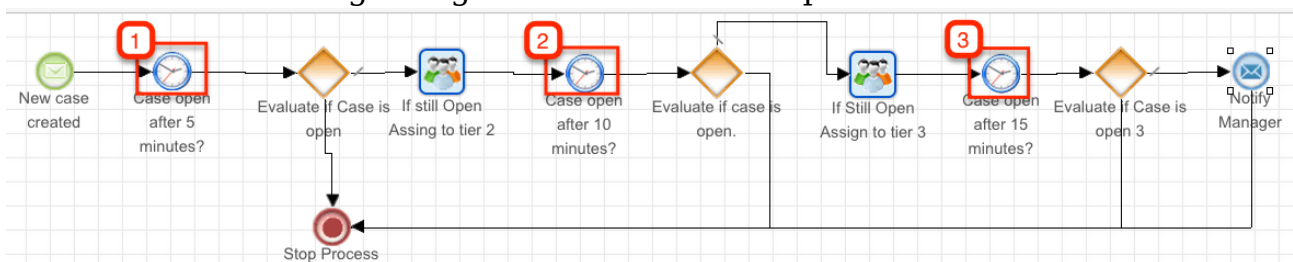 1
2
3
New case
created
Case open
after 5
minutes?
Evaluate if Case is
open
If still Open
Assing to tier 2
Case open
after 10
minutes?
Evaluate if case is
open.
If Still Open
Assign to tier 3
Case open
after 15
minutes?
Evaluate if Case is
open 3
Notify
Manager
Stop Process